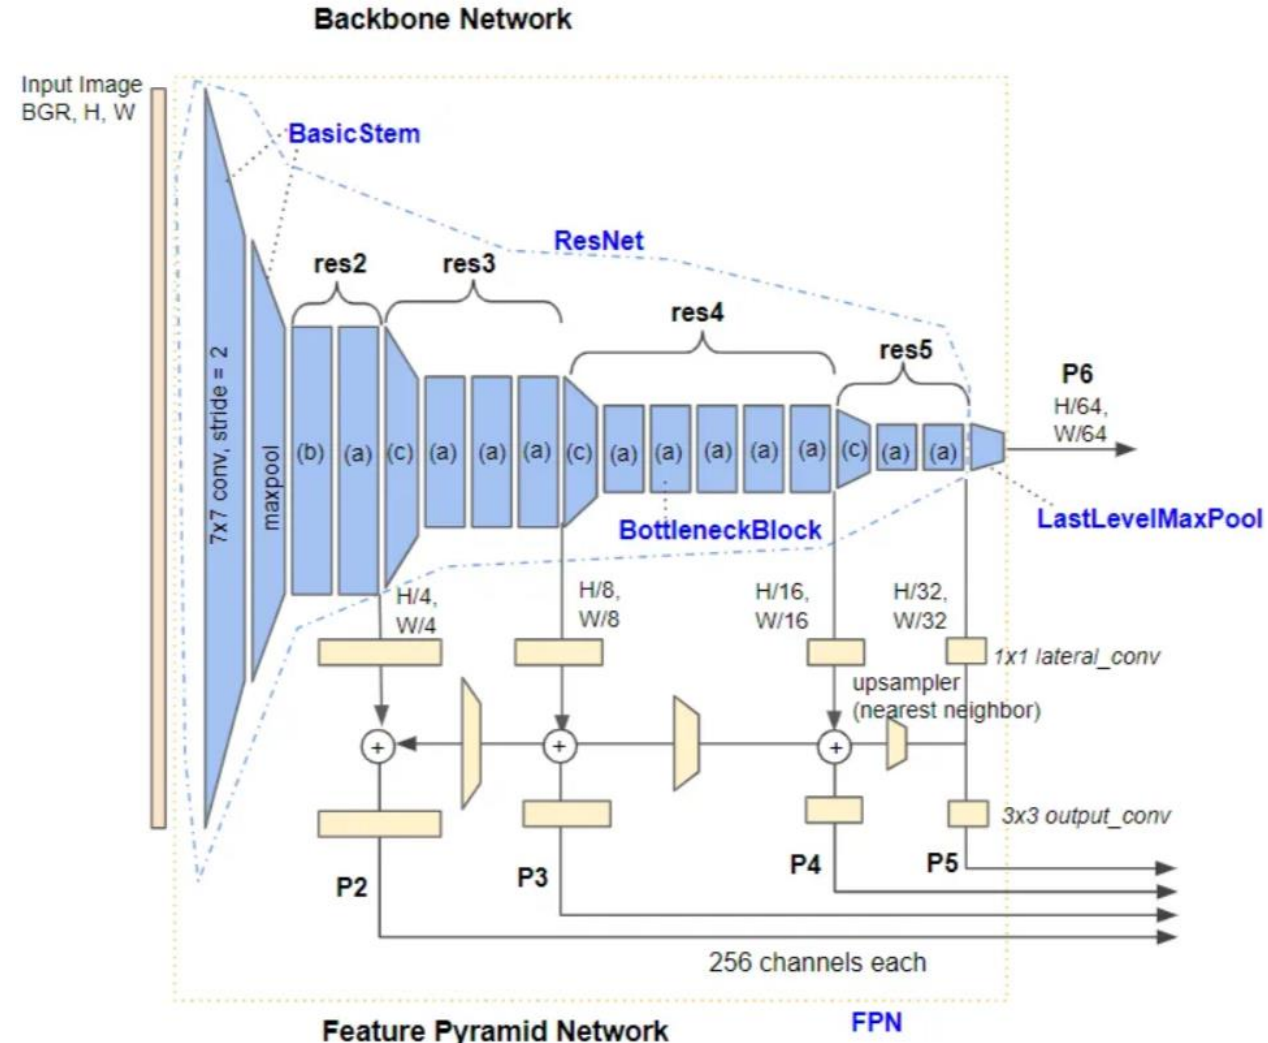 Backbone Network
Input Image
BGR, H, W
BasicStem
ResNet
res2
res3
res4
res5
P6
H/64,
W/64
7x7 conv, stride = 2
maxpool
(b)
(a)
(c)
(a)
(a)
(a)
(c)
(a)
(a)
(a)
(a)
(a)
(c)
(a)
(a)
BottleneckBlock
LastLevelMaxPool
H/4,
W/4
H/8,
W/8
H/16,
W/16
H/32,
W/32
1x1 lateral_conv
upsampler
(nearest neighbor)
+
+
+
3x3 output_conv
P2
P3
P4
P5
256 channels each
Feature Pyramid Network
FPN